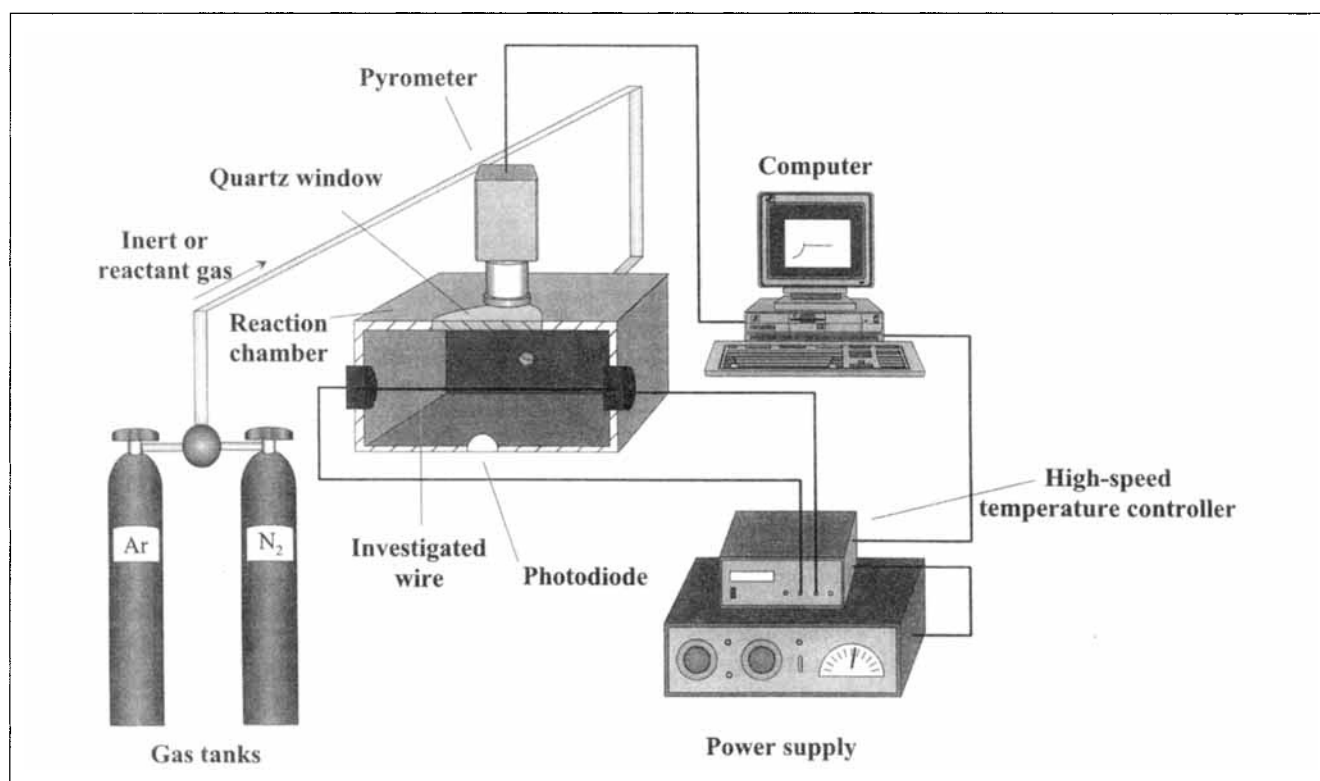 Pyrometer
Quartz window
Computer
Inert or
reactant gas
Reaction
chamber
High-speed
temperature controller
Ar
N₂
Investigated
wire
Photodiode
Gas tanks
Power supply